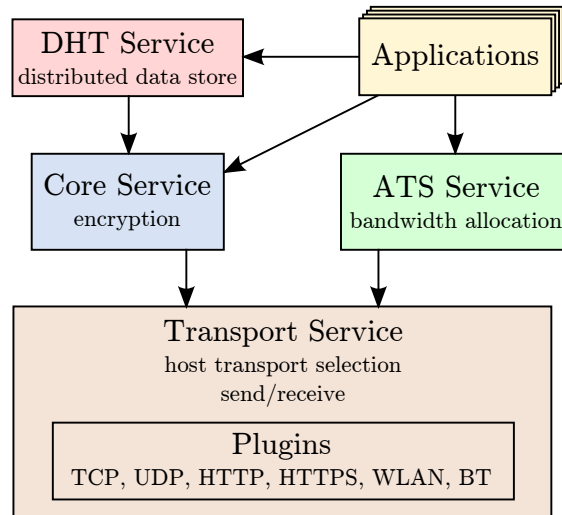 DHT Service
distributed data store
Applications
Core Service
encryption
ATS Service
bandwidth allocation
Transport Service
host transport selection
send/receive
Plugins
TCP, UDP, HTTP, HTTPS, WLAN, BT